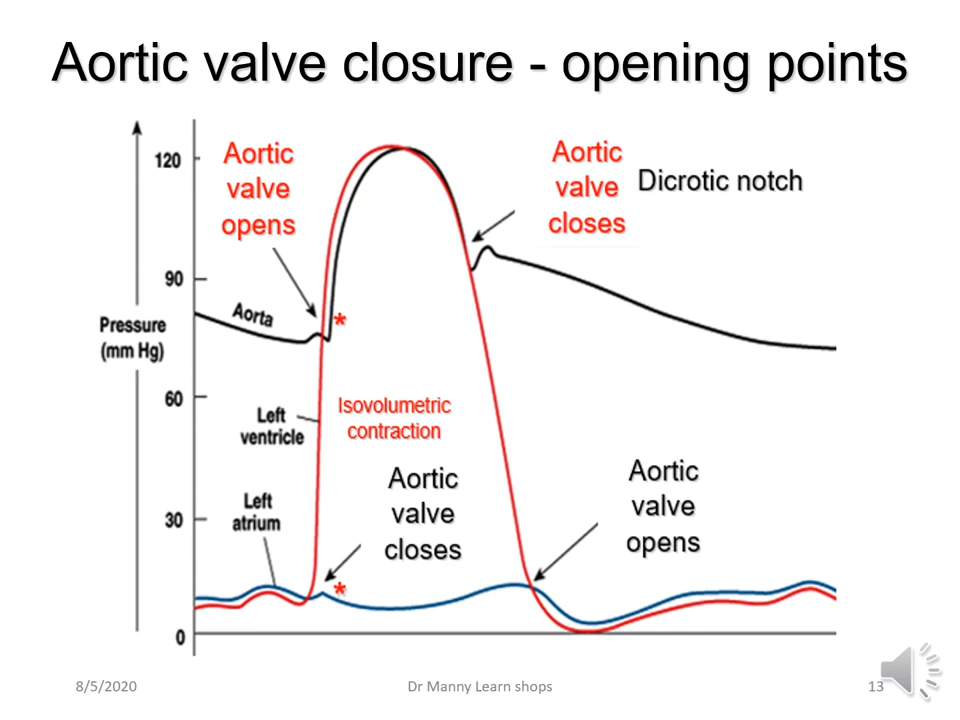 Aortic valve closure - opening points
120
90
60
30
0
Pressure
(mm Hg)
Aortic
valve
opens
Aortic
valve
closes
Dicrotic notch
Aorta
*
Left
ventricle
Isovolumetric
contraction
Left
atrium
Aortic
valve
closes
*
Aortic
valve
opens
8/5/2020
Dr Manny Learn shops
13